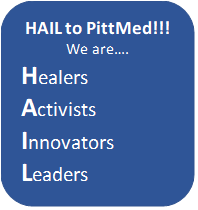 HAIL to PittMed!!!
We are....
Healers
Activists
Innovators
Leaders